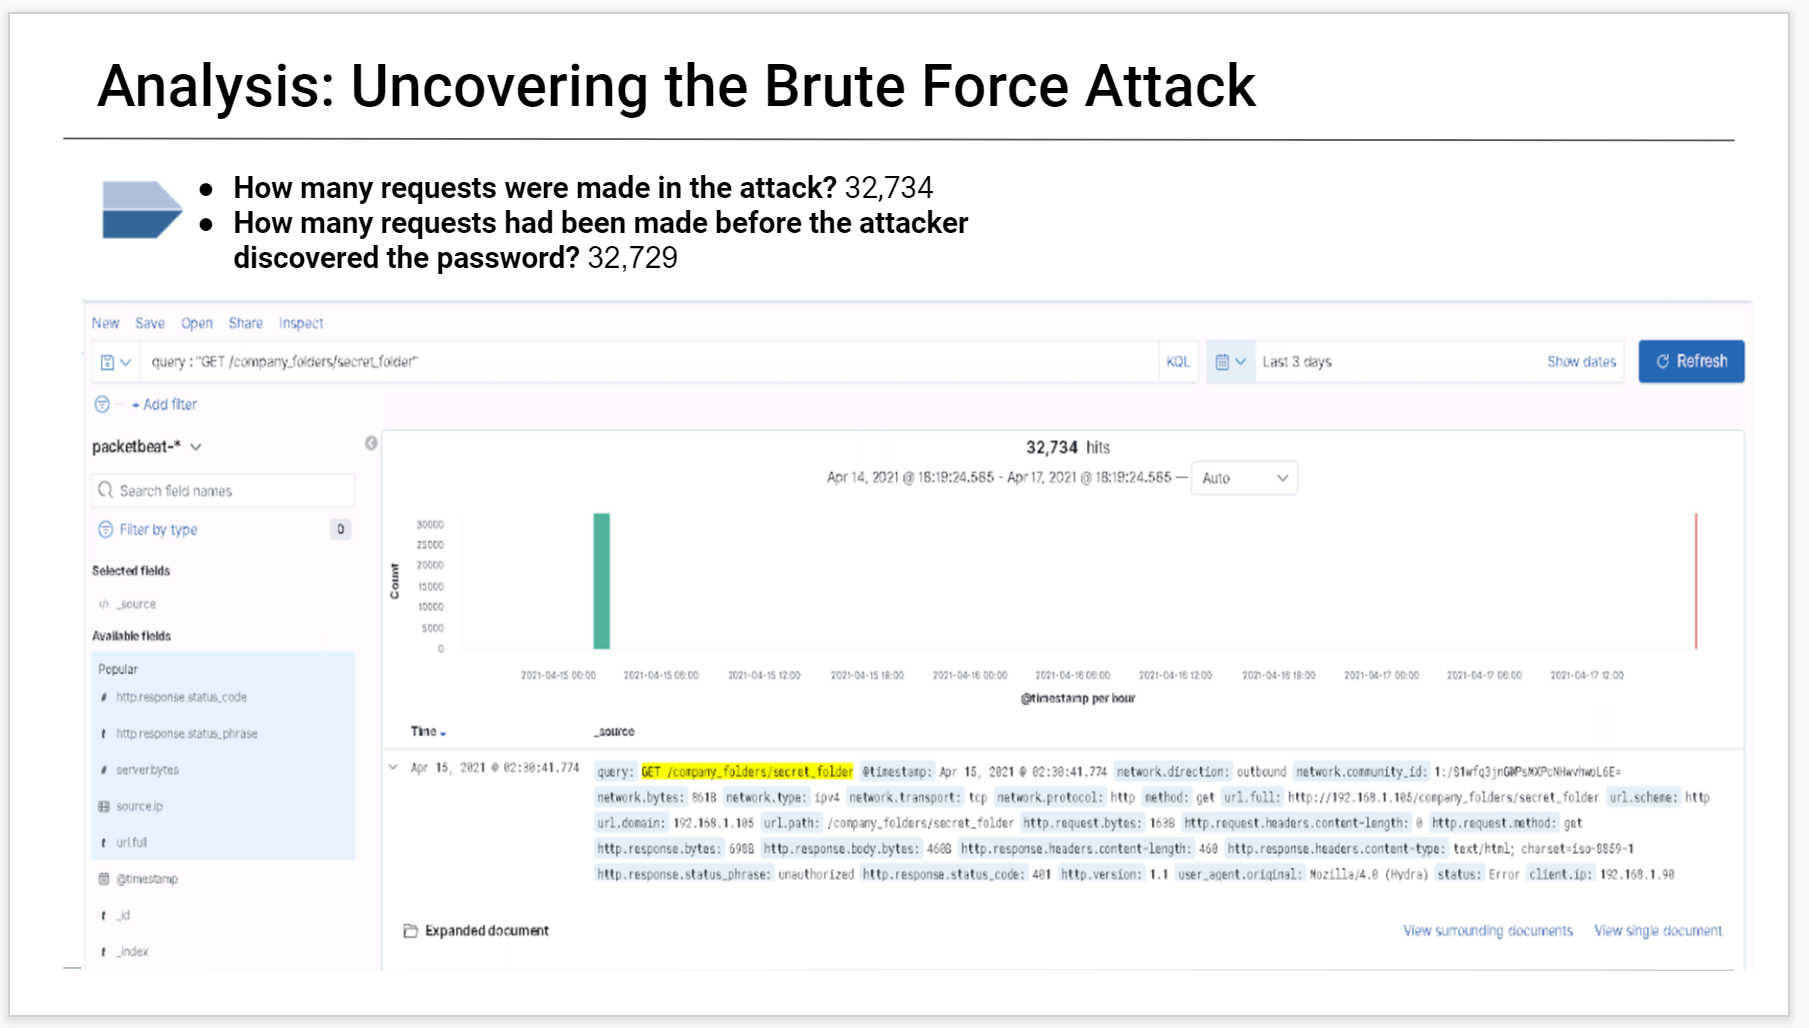 Analysis: Uncovering the Brute Force Attack
● How many requests were made in the attack? 32,734
● How many requests had been made before the attacker
discovered the password? 32,729
New Save Open Share Inspect
query : "GET /company_folders/secret_folder" KQL Last 3 days Show dates Refresh
+ Add filter
packetbeat-*
32,734 hits
Apr 14, 2021 @ 18:19:24.565 - Apr 17, 2021 @ 18:19:24.565 — Auto
Search field names
Filter by type 0
Selected fields
_source
Available fields
Popular
# http.response.status_code
t http.response.status_phrase
# server.bytes
source.ip
t url.full
@timestamp
t _id
t _index
Count
30000
25000
20000
15000
10000
5000
0
2021-04-15 00:00 2021-04-15 06:00 2021-04-15 12:00 2021-04-15 18:00 2021-04-16 00:00 2021-04-16 06:00 2021-04-16 12:00 2021-04-16 18:00 2021-04-17 00:00 2021-04-17 06:00 2021-04-17 12:00
@timestamp per hour
Time _source
Apr 15, 2021 @ 02:30:41.774 query: GET /company_folders/secret_folder @timestamp: Apr 15, 2021 @ 02:30:41.774 network.direction: outbound network.community_id:
network.bytes: 861B network.type: ipv4 network.transport: tcp network.protocol: http method: get url.full: http://192.168.1.105/company_folders/secret_folder url.scheme: http
url.domain: 192.168.1.105 url.path: /company_folders/secret_folder http.request.bytes: 163B http.request.headers.content-length: 0 http.request.method: get
http.response.bytes: 698B http.response.body.bytes: 460B http.response.headers.content-length: 460 http.response.headers.content-type: text/html; charset=iso-8859-1
http.response.status_phrase: unauthorized http.response.status_code: 401 http.version: 1.1 user_agent.original: Mozilla/4.0 (Hydra) status: Error client.ip: 192.168.1.90
Expanded document View surrounding documents View single document